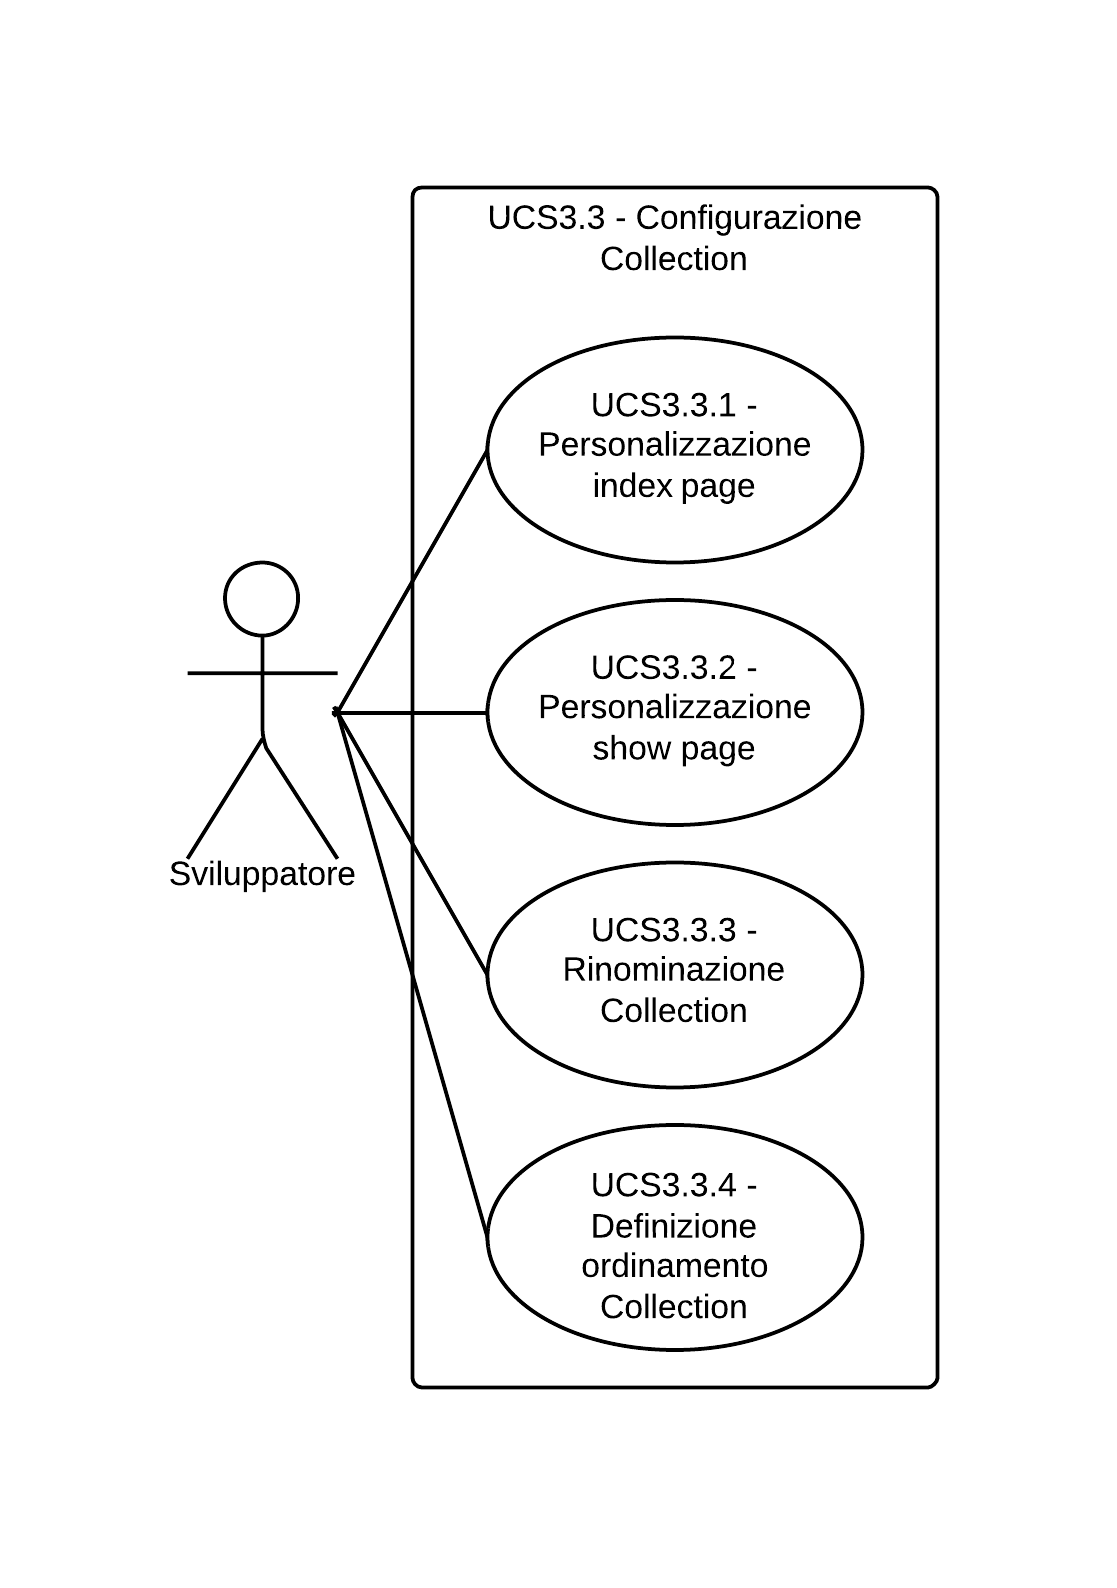 UCS3.3 - Configurazione
Collection
UCS3.3.1 -
Personalizzazione
index page
UCS3.3.2 -
Personalizzazione
show page
Sviluppatore
UCS3.3.3 -
Rinominazione
Collection
UCS3.3.4 -
Definizione
ordinamento
Collection